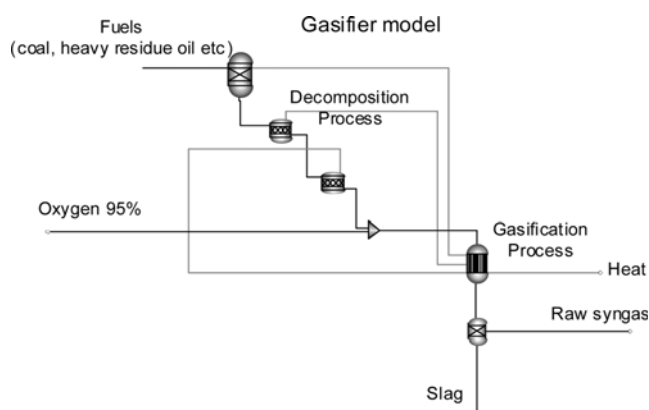 Fuels
(coal, heavy residue oil etc)
Gasifier model
Decomposition
Process
Oxygen 95%
Gasification
Process
Heat
Raw syngas
Slag